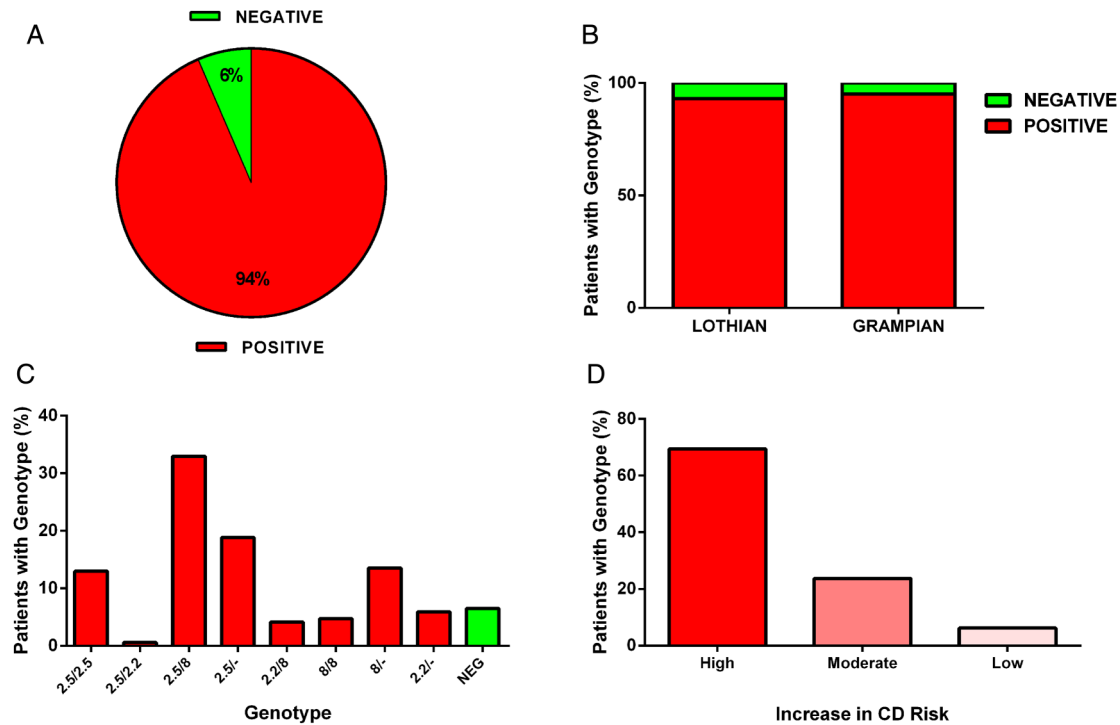 A
NEGATIVE
6%
94%
POSITIVE
B
Patients with Genotype (%)
100
50
0
LOTHIAN GRAMPIAN
NEGATIVE
POSITIVE
C
Patients with Genotype (%)
40
30
20
10
0
2.5/2.5 2.5/2.2 2.5/8 2.5/- 2.2/8 8/8 8/- 2.2/- NEG
Genotype
D
Patients with Genotype (%)
80
60
40
20
0
High Moderate Low
Increase in CD Risk